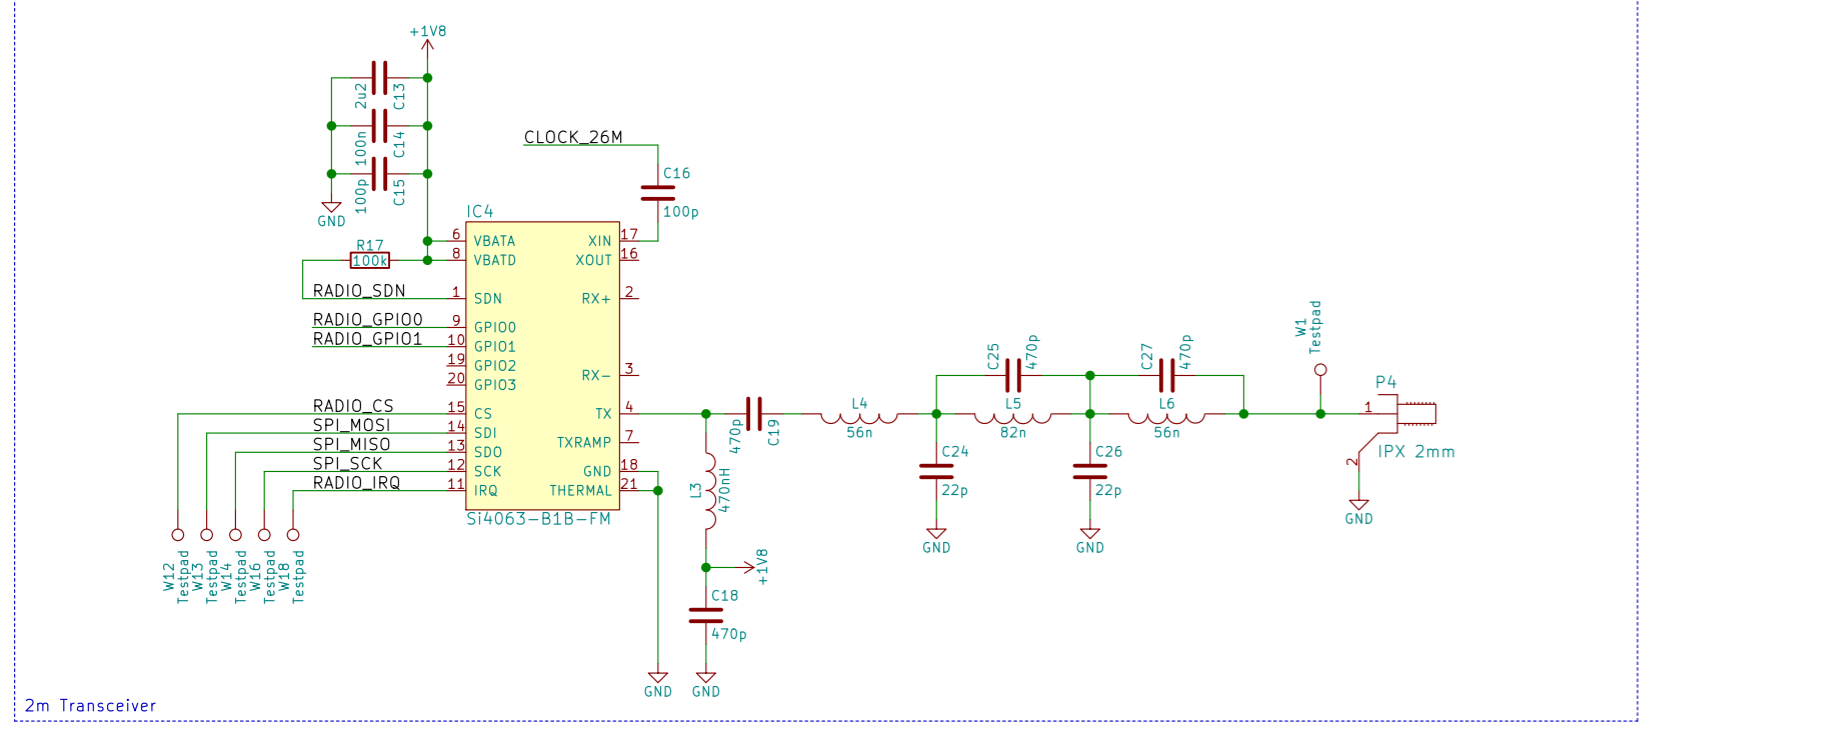 +1V8
2u2
C13
100n
C14
100p
C15
GND
CLOCK_26M
C16
100p
IC4
6 VBATA
8 VBATD
1 SDN
9 GPIO0
10 GPIO1
19 GPIO2
20 GPIO3
15 CS
14 SDI
13 SDO
12 SCK
11 IRQ
XIN 17
XOUT 16
RX+ 2
RX- 3
TX 4
TXRAMP 7
GND 18
THERMAL 21
Si4063-B1B-FM
R17
100k
RADIO_SDN
RADIO_GPIO0
RADIO_GPIO1
RADIO_CS
SPI_MOSI
SPI_MISO
SPI_SCK
RADIO_IRQ
W12
Testpad
W13
Testpad
W14
Testpad
W16
Testpad
W18
Testpad
470p
C19
L3
470nH
+1V8
C18
470p
GND
GND
L4
56n
C25
470p
L5
82n
C24
22p
GND
C27
470p
L6
56n
C26
22p
GND
W1
Testpad
P4
1
2
IPX 2mm
GND
2m Transceiver